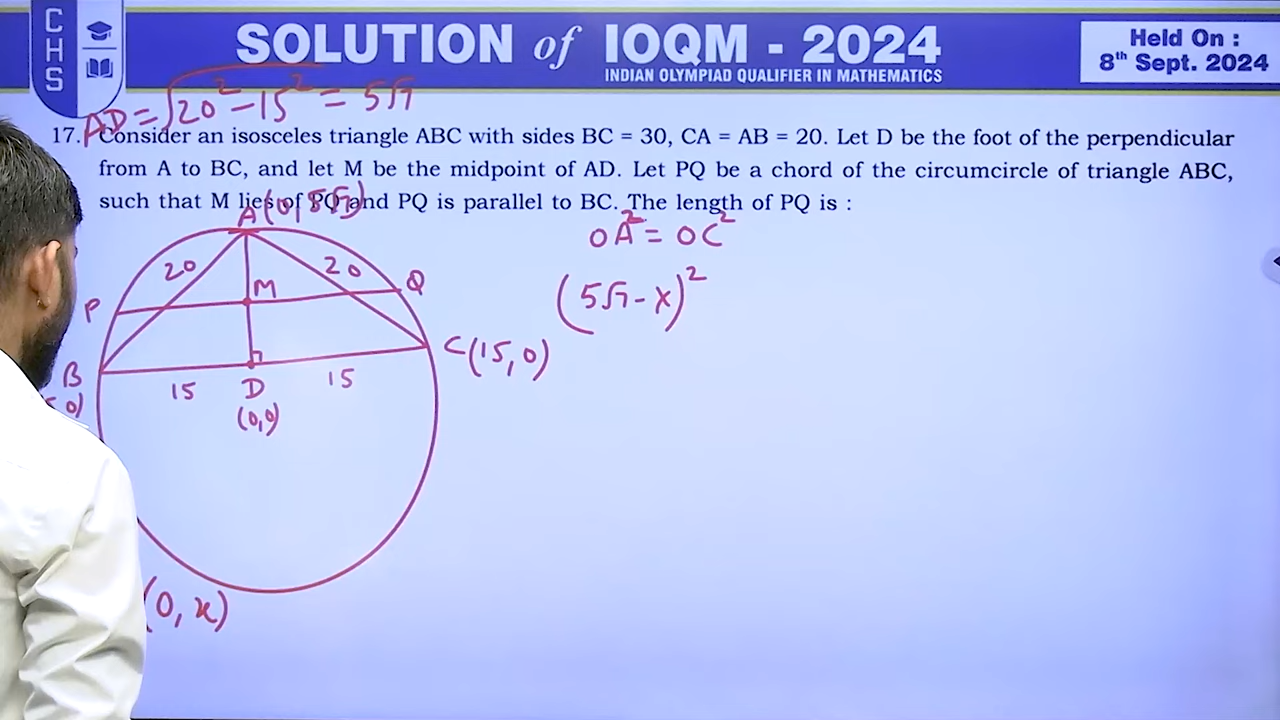 CHS
SOLUTION of IOQM - 2024
INDIAN OLYMPIAD QUALIFIER IN MATHEMATICS
Held On :
8th Sept. 2024
AD = √20² - 15² = 5√7
17. Consider an isosceles triangle ABC with sides BC = 30, CA = AB = 20. Let D be the foot of the perpendicular
from A to BC, and let M be the midpoint of AD. Let PQ be a chord of the circumcircle of triangle ABC,
such that M lies of PQ and PQ is parallel to BC. The length of PQ is :
A (0, 5√7)
OA² = OC²
20 20
(5√7 - x)²
P M Q
B C (15, 0)
15 D 15
0)
(0,0)
(0, x)